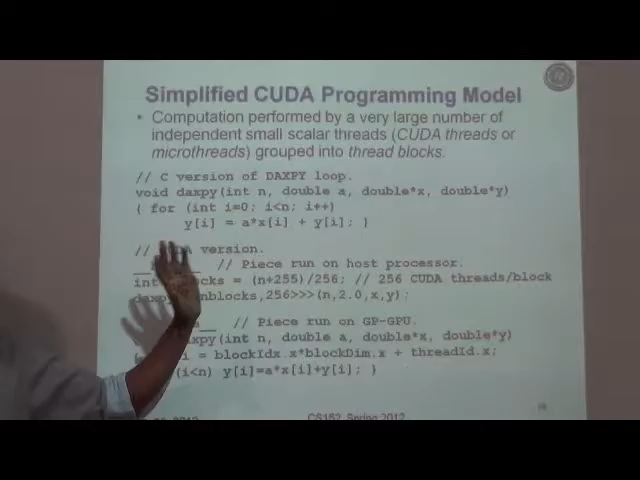 Simplified CUDA Programming Model
• Computation performed by a very large number of
independent small scalar threads (CUDA threads or
microthreads) grouped into thread blocks.
// C version of DAXPY loop.
void daxpy(int n, double a, double*x, double*y)
{ for (int i=0; i<n; i++)
y[i] = a*x[i] + y[i]; }
// CUDA version.
// Piece run on host processor.
int = (n+255)/256; // 256 CUDA threads/block
(n,2.0,x,y);
// Piece run on GP-GPU.
(int n, double a, double*x, double*y)
i = blockIdx.x*blockDim.x + threadId.x;
(i<n) y[i]=a*x[i]+y[i]; }
CS152, Spring 2012